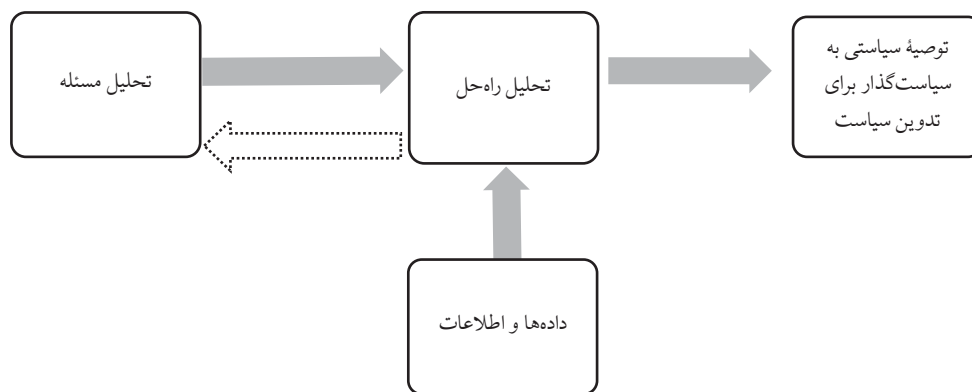 تحلیل مسئله
تحلیل راه‌حل
توصیهٔ سیاستی به
سیاست‌گذار برای
تدوین سیاست
داده‌ها و اطلاعات